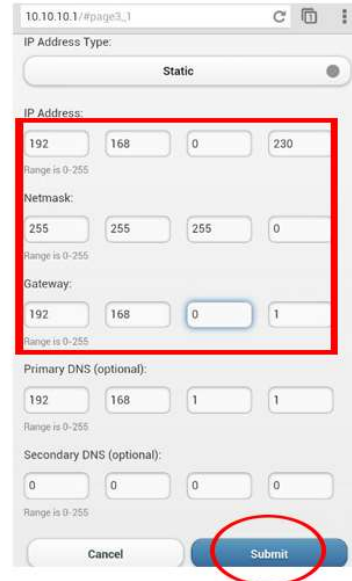 10.10.10.1/#page3_1
1
IP Address Type:
Static
IP Address:
192 168 0 230
Range is 0-255
Netmask:
255 255 255 0
Range is 0-255
Gateway:
192 168 0 1
Range is 0-255
Primary DNS (optional):
192 168 1 1
Range is 0-255
Secondary DNS (optional):
0 0 0 0
Range is 0-255
Cancel Submit